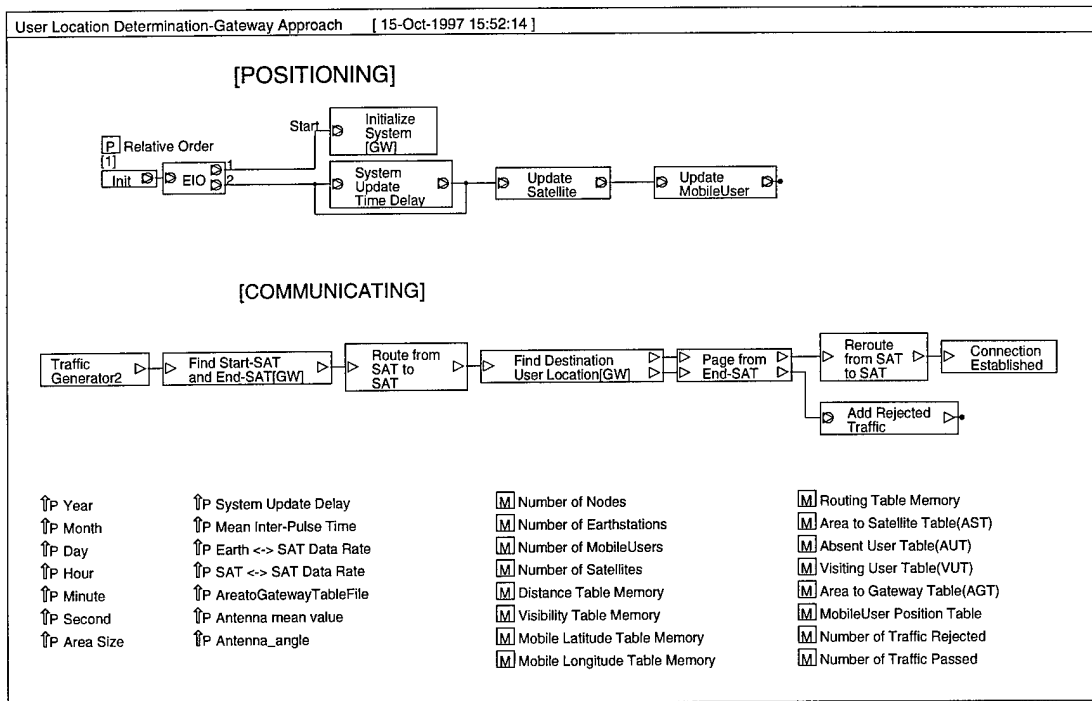 User Location Determination-Gateway Approach [ 15-Oct-1997 15:52:14 ]
[POSITIONING]
Start
Initialize
System
[GW]
P Relative Order
[1]
Init
EIO
1
2
System
Update
Time Delay
Update
Satellite
Update
MobileUser
[COMMUNICATING]
Traffic
Generator2
Find Start-SAT
and End-SAT[GW]
Route from
SAT to
SAT
Find Destination
User Location[GW]
Page from
End-SAT
Reroute
from SAT
to SAT
Connection
Established
Add Rejected
Traffic
⇑P Year
⇑P Month
⇑P Day
⇑P Hour
⇑P Minute
⇑P Second
⇑P Area Size
⇑P System Update Delay
⇑P Mean Inter-Pulse Time
⇑P Earth <-> SAT Data Rate
⇑P SAT <-> SAT Data Rate
⇑P AreatoGatewayTableFile
⇑P Antenna mean value
⇑P Antenna_angle
M Number of Nodes
M Number of Earthstations
M Number of MobileUsers
M Number of Satellites
M Distance Table Memory
M Visibility Table Memory
M Mobile Latitude Table Memory
M Mobile Longitude Table Memory
M Routing Table Memory
M Area to Satellite Table(AST)
M Absent User Table(AUT)
M Visiting User Table(VUT)
M Area to Gateway Table(AGT)
M MobileUser Position Table
M Number of Traffic Rejected
M Number of Traffic Passed